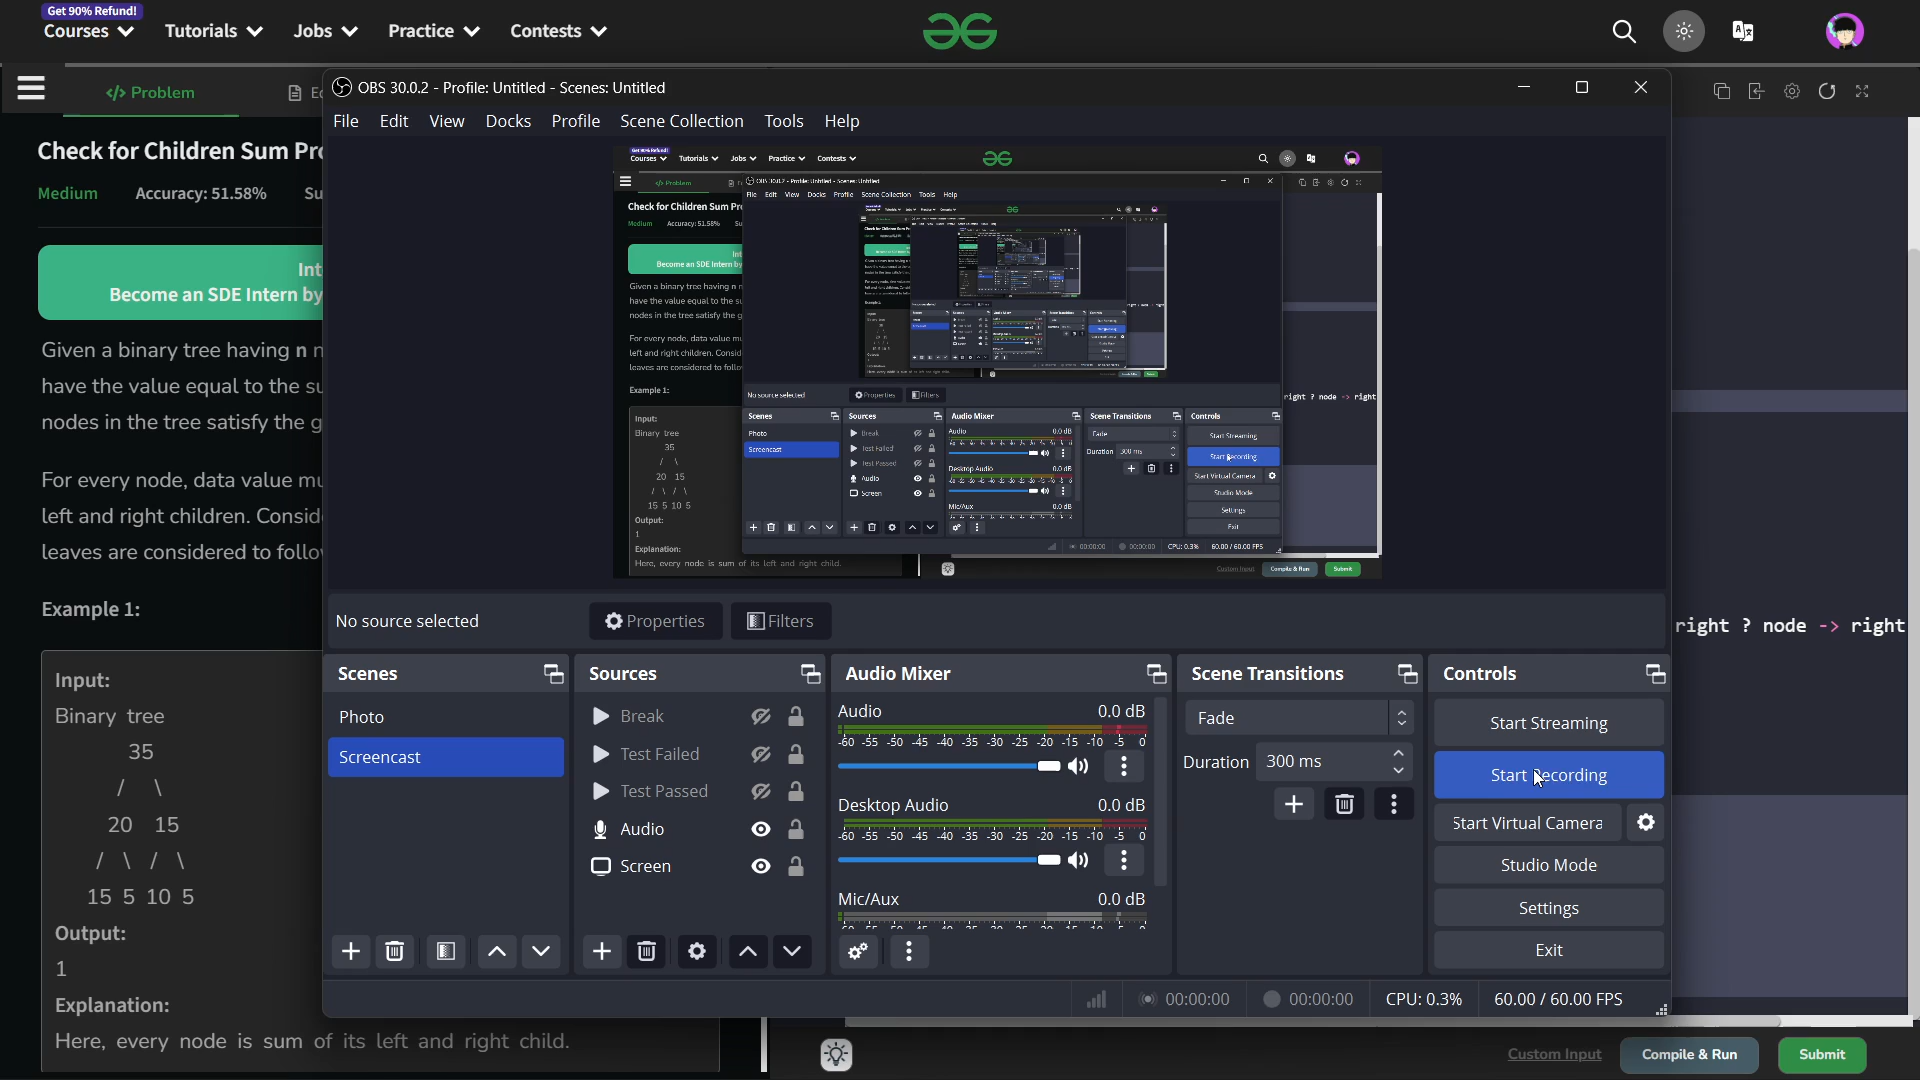 Get 90% Refund!
Courses
Tutorials
Jobs
Practice
Contests
Problem
Check for Children Sum Pr
Medium
Accuracy: 51.58%
Su
Int
Become an SDE Intern by
Given a binary tree having n n
have the value equal to the su
nodes in the tree satisfy the g
For every node, data value mu
left and right children. Consid
leaves are considered to follo
Example 1:
Input:
Binary tree
35
/ \
20 15
/ \ / \
15 5 10 5
Output:
1
Explanation:
Here, every node is sum of its left and right child.
OBS 30.0.2 - Profile: Untitled - Scenes: Untitled
File Edit View Docks Profile Scene Collection Tools Help
No source selected
Properties
Filters
Scenes
Photo
Screencast
Sources
Break
Test Failed
Test Passed
Audio
Screen
Audio Mixer
Audio 0.0 dB
-60 -55 -50 -45 -40 -35 -30 -25 -20 -15 -10 -5 0
Desktop Audio 0.0 dB
-60 -55 -50 -45 -40 -35 -30 -25 -20 -15 -10 -5 0
Mic/Aux 0.0 dB
Scene Transitions
Fade
Duration 300 ms
Controls
Start Streaming
Start Recording
Start Virtual Camera
Studio Mode
Settings
Exit
00:00:00
00:00:00
CPU: 0.3%
60.00 / 60.00 FPS
right ? node -> right
Custom Input
Compile & Run
Submit